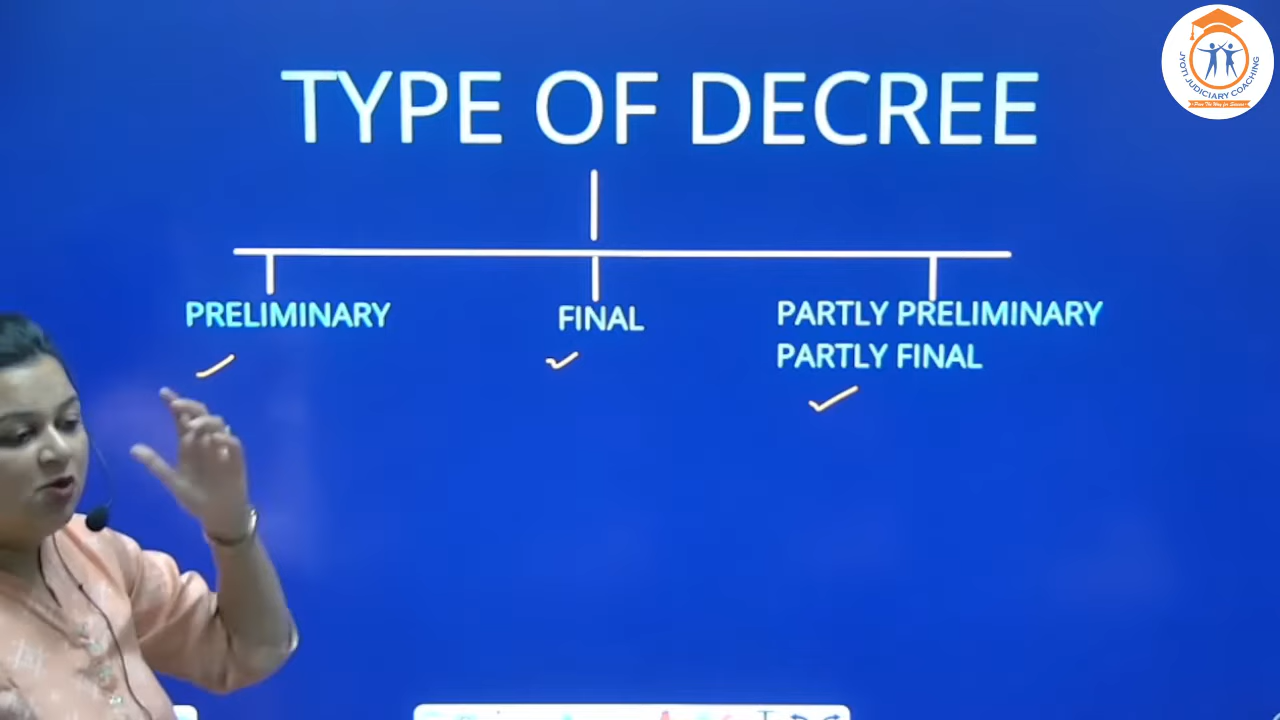 JYOTI JUDICIARY COACHING
TYPE OF DECREE
PRELIMINARY
FINAL
PARTLY PRELIMINARY
PARTLY FINAL